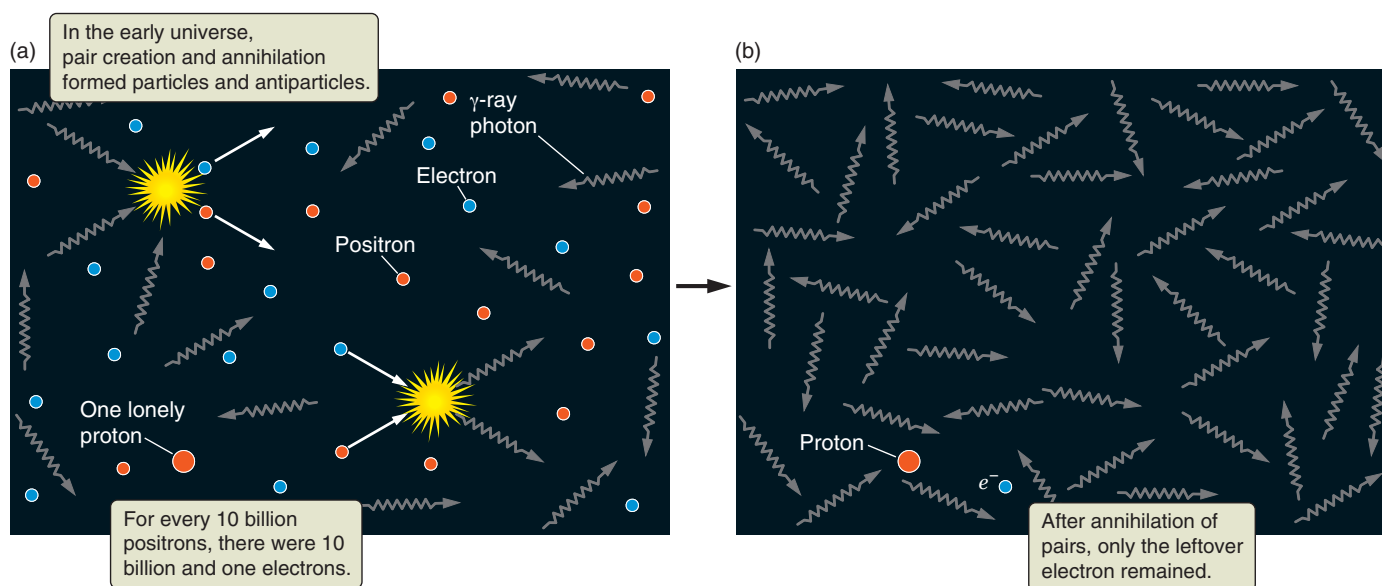 (a)
In the early universe,
pair creation and annihilation
formed particles and antiparticles.
γ-ray
photon
Electron
Positron
One lonely
proton
For every 10 billion
positrons, there were 10
billion and one electrons.
(b)
Proton
e⁻
After annihilation of
pairs, only the leftover
electron remained.